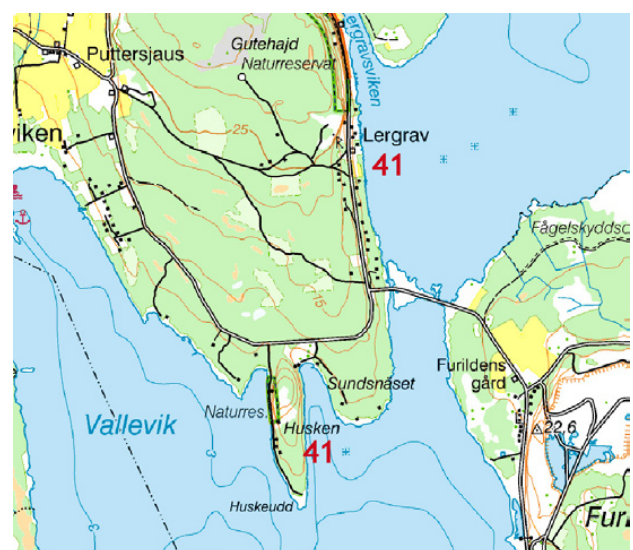 Puttersjaus
Gutehajd
Naturreservat
Lergravsviken
viken
25
Lergrav
41
Fågelskyddso
15
Sundsnäset
Furildens
gård
Naturres.
Vallevik
Husken
41
22,6
Huskeudd
Fur